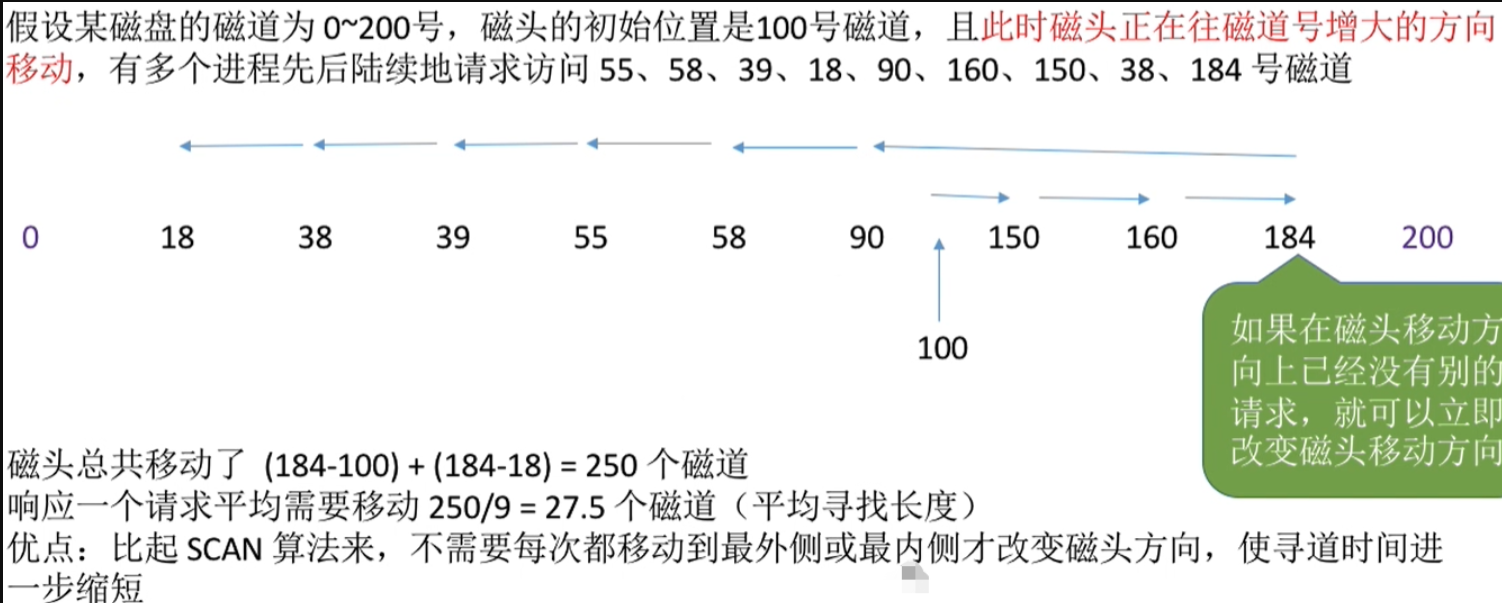 假设某磁盘的磁道为 0~200号，磁头的初始位置是100号磁道，且此时磁头正在往磁道号增大的方向
移动，有多个进程先后陆续地请求访问 55、58、39、18、90、160、150、38、184 号磁道
0 18 38 39 55 58 90 150 160 184 200
100
如果在磁头移动方
向上已经没有别的
请求，就可以立即
改变磁头移动方向
磁头总共移动了 (184-100) + (184-18) = 250 个磁道
响应一个请求平均需要移动 250/9 = 27.5 个磁道（平均寻找长度）
优点：比起 SCAN 算法来，不需要每次都移动到最外侧或最内侧才改变磁头方向，使寻道时间进
一步缩短